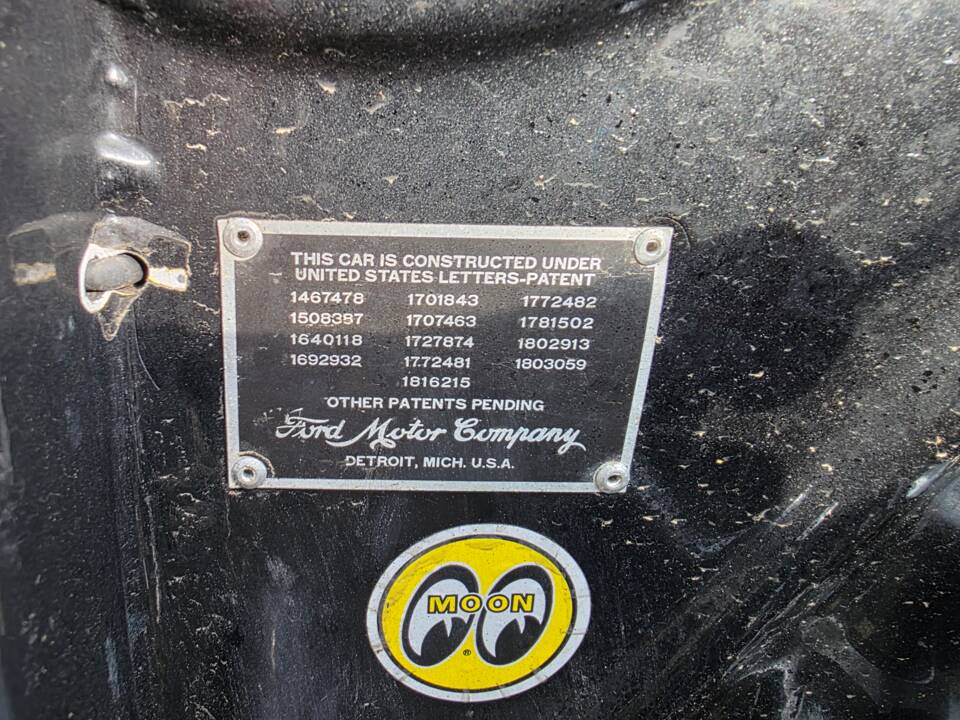 THIS CAR IS CONSTRUCTED UNDER
UNITED STATES LETTERS-PATENT
1467478 1701843 1772482
1508387 1707463 1781502
1640118 1727874 1802913
1692932 1772481 1803059
1816215
OTHER PATENTS PENDING
Ford Motor Company
DETROIT, MICH. U.S.A.
MOON
®